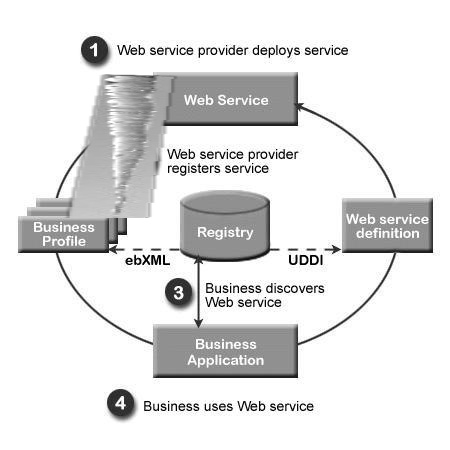 1 Web service provider deploys service
Web Service
Web service provider
registers service
Business
Profile
Registry
Web service
definition
ebXML
UDDI
3 Business discovers
Web service
Business
Application
4 Business uses Web service